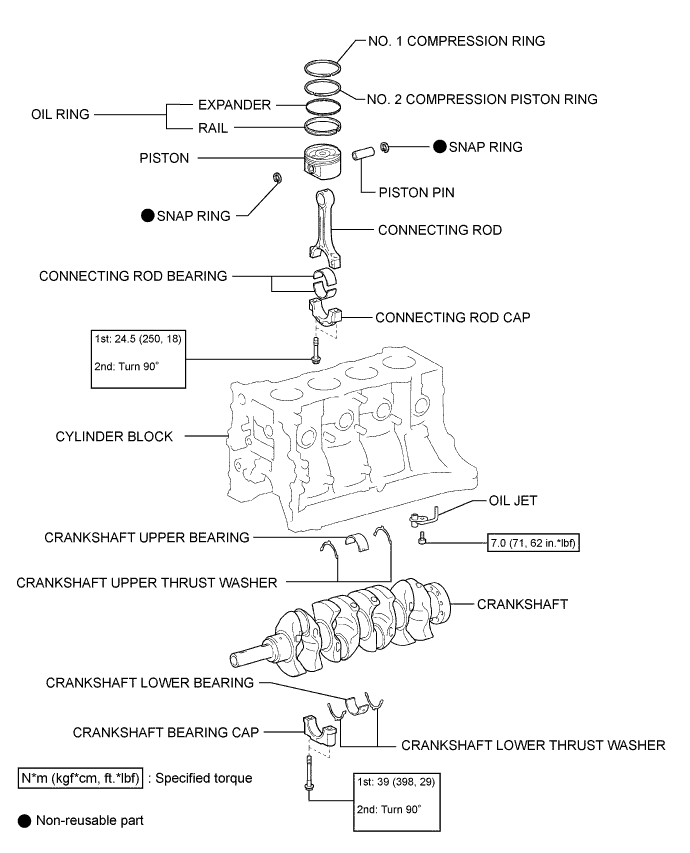 NO. 1 COMPRESSION RING
NO. 2 COMPRESSION PISTON RING
EXPANDER
OIL RING
RAIL
SNAP RING
PISTON
PISTON PIN
SNAP RING
CONNECTING ROD
CONNECTING ROD BEARING
CONNECTING ROD CAP
1st: 24.5 (250, 18)
2nd: Turn 90°
CYLINDER BLOCK
OIL JET
CRANKSHAFT UPPER BEARING
7.0 (71, 62 in.*lbf)
CRANKSHAFT UPPER THRUST WASHER
CRANKSHAFT
CRANKSHAFT LOWER BEARING
CRANKSHAFT BEARING CAP
CRANKSHAFT LOWER THRUST WASHER
N*m (kgf*cm, ft.*lbf) : Specified torque
1st: 39 (398, 29)
2nd: Turn 90°
Non-reusable part